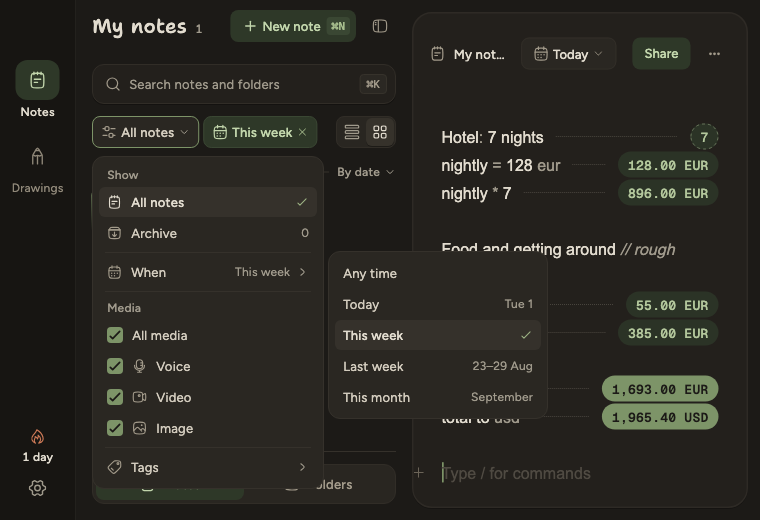 My notes 1
New note ⌘N
Notes
Drawings
1 day
Search notes and folders ⌘K
All notes
This week ×
By date
Show
All notes
Archive 0
When This week
Media
All media
Voice
Video
Image
Tags
Any time
Today Tue 1
This week
Last week 23–29 Aug
This month September
My not...
Today
Share
Hotel: 7 nights 7
nightly = 128 eur 128.00 EUR
nightly * 7 896.00 EUR
Food and getting around // rough
55.00 EUR
385.00 EUR
1,693.00 EUR
total to usd 1,965.40 USD
Type / for commands